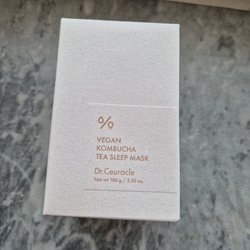 VEGAN
KOMBUCHA
TEA SLEEP MASK
Dr.Ceuracle
Net wt 100 g / 3.52 oz.